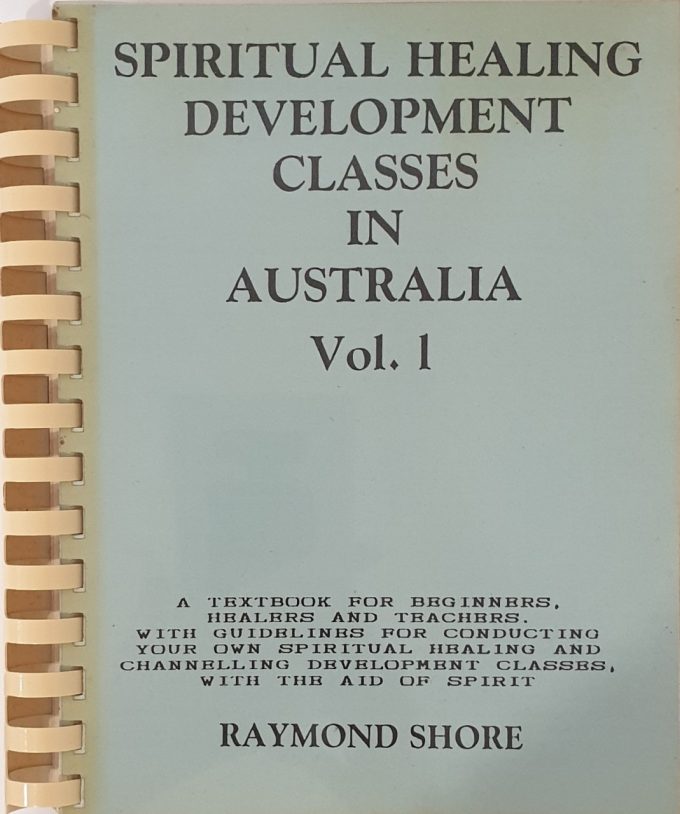 SPIRITUAL HEALING
DEVELOPMENT
CLASSES
IN
AUSTRALIA
Vol. 1
A TEXTBOOK FOR BEGINNERS,
HEALERS AND TEACHERS.
WITH GUIDELINES FOR CONDUCTING
YOUR OWN SPIRITUAL HEALING AND
CHANNELLING DEVELOPMENT CLASSES,
WITH THE AID OF SPIRIT
RAYMOND SHORE